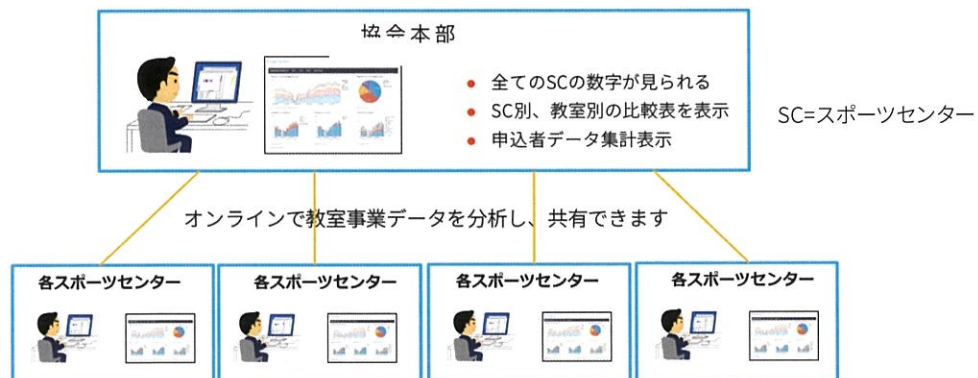 協会本部
● 全てのSCの数字が見られる
● SC別、教室別の比較表を表示
● 申込者データ集計表示
SC=スポーツセンター
オンラインで教室事業データを分析し、共有できます
各スポーツセンター
各スポーツセンター
各スポーツセンター
各スポーツセンター